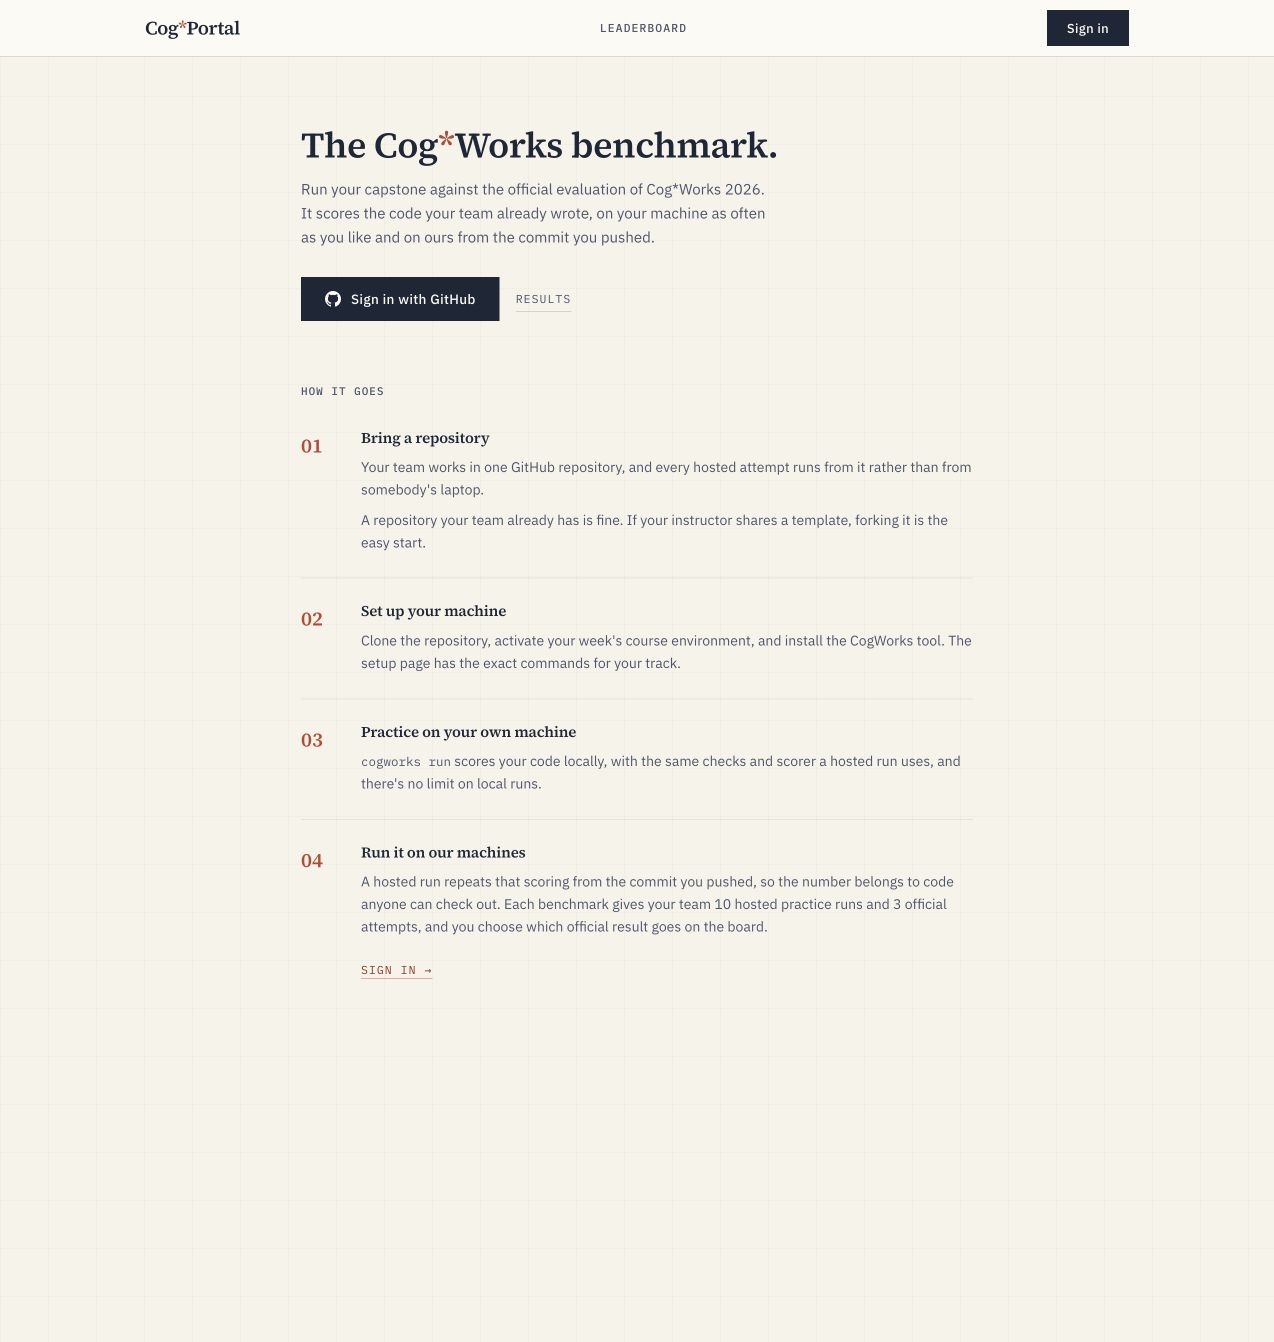 Cog*Portal
LEADERBOARD
Sign in
The Cog*Works benchmark.
Run your capstone against the official evaluation of Cog*Works 2026.
It scores the code your team already wrote, on your machine as often
as you like and on ours from the commit you pushed.
Sign in with GitHub
RESULTS
HOW IT GOES
01
Bring a repository
Your team works in one GitHub repository, and every hosted attempt runs from it rather than from
somebody's laptop.
A repository your team already has is fine. If your instructor shares a template, forking it is the
easy start.
02
Set up your machine
Clone the repository, activate your week's course environment, and install the CogWorks tool. The
setup page has the exact commands for your track.
03
Practice on your own machine
cogworks run scores your code locally, with the same checks and scorer a hosted run uses, and
there's no limit on local runs.
04
Run it on our machines
A hosted run repeats that scoring from the commit you pushed, so the number belongs to code
anyone can check out. Each benchmark gives your team 10 hosted practice runs and 3 official
attempts, and you choose which official result goes on the board.
SIGN IN →